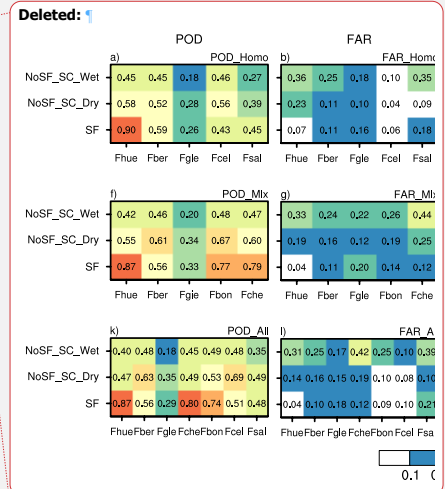 Deleted: ¶
POD FAR
a) POD_Homo b) FAR_Homo
NoSF_SC_Wet 0.45 0.45 0.18 0.46 0.27 0.36 0.25 0.18 0.10 0.35
NoSF_SC_Dry 0.58 0.52 0.28 0.56 0.39 0.23 0.11 0.10 0.04 0.09
SF 0.90 0.59 0.26 0.43 0.45 0.07 0.11 0.16 0.06 0.18
Fhue Fber Fgle Fcel Fsal Fhue Fber Fgle Fcel Fsal
f) POD_MIx g) FAR_MIx
NoSF_SC_Wet 0.42 0.46 0.20 0.48 0.47 0.33 0.24 0.22 0.26 0.44
NoSF_SC_Dry 0.55 0.61 0.34 0.67 0.60 0.19 0.16 0.12 0.19 0.25
SF 0.87 0.56 0.33 0.77 0.79 0.04 0.11 0.20 0.14 0.12
Fhue Fber Fgie Fbon Fche Fhue Fber Fgle Fbon Fche
k) POD_All l) FAR_A
NoSF_SC_Wet 0.40 0.48 0.18 0.45 0.49 0.48 0.35 0.31 0.25 0.17 0.42 0.25 0.10 0.39
NoSF_SC_Dry 0.47 0.63 0.35 0.49 0.53 0.69 0.49 0.14 0.16 0.15 0.19 0.10 0.08 0.10
SF 0.87 0.56 0.29 0.80 0.74 0.51 0.48 0.04 0.10 0.18 0.12 0.09 0.10 0.21
Fhue Fber Fgle Fche Fbon Fcel Fsal Fhue Fber Fgle Fche Fbon Fcel Fsa
0.1